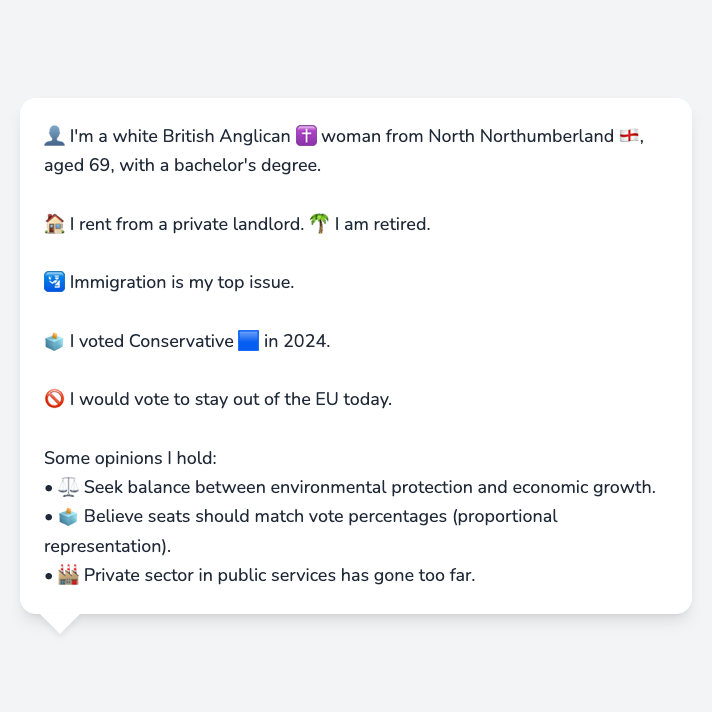 👤 I'm a white British Anglican ✝️ woman from North Northumberland 🏴󠁧󠁢󠁥󠁮󠁧󠁿,
aged 69, with a bachelor's degree.
🏠 I rent from a private landlord. 🌴 I am retired.
🛂 Immigration is my top issue.
🗳️ I voted Conservative 🟦 in 2024.
🚫 I would vote to stay out of the EU today.
Some opinions I hold:
• ⚖️ Seek balance between environmental protection and economic growth.
• 🗳️ Believe seats should match vote percentages (proportional
representation).
• 🏭 Private sector in public services has gone too far.